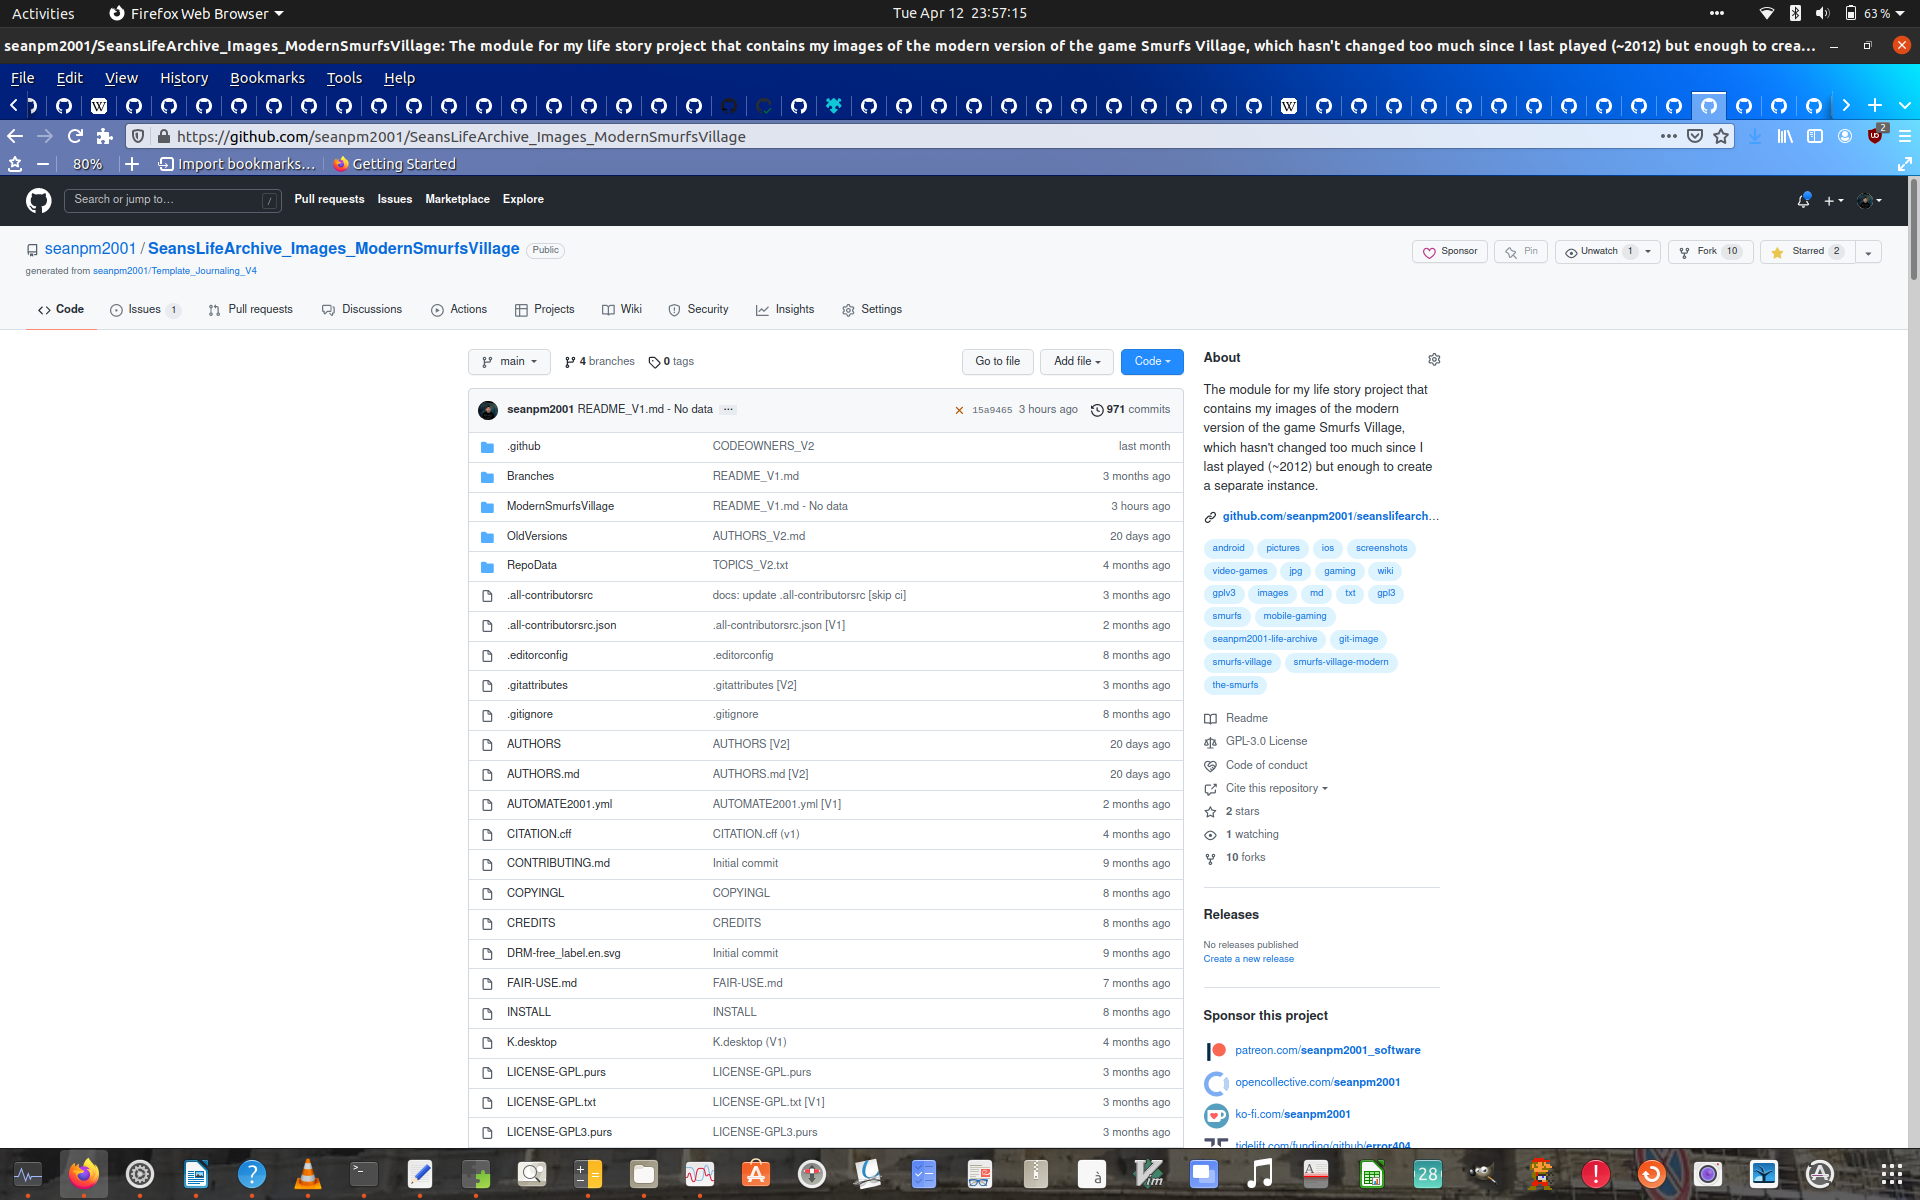 Activities
Firefox Web Browser
Tue Apr 12 23:57:15
63 %
seanpm2001/SeansLifeArchive_Images_ModernSmurfsVillage: The module for my life story project that contains my images of the modern version of the game Smurfs Village, which hasn't changed too much since I last played (~2012) but enough to crea…
File Edit View History Bookmarks Tools Help
https://github.com/seanpm2001/SeansLifeArchive_Images_ModernSmurfsVillage
2
80%
Import bookmarks…
Getting Started
Search or jump to…
/
Pull requests Issues Marketplace Explore
seanpm2001 / SeansLifeArchive_Images_ModernSmurfsVillage Public
generated from seanpm2001/Template_Journaling_V4
Sponsor
Pin
Unwatch 1
Fork 10
Starred 2
Code
Issues 1
Pull requests
Discussions
Actions
Projects
Wiki
Security
Insights
Settings
main
4 branches
0 tags
Go to file
Add file
Code
seanpm2001 README_V1.md - No data
15a9465 3 hours ago
971 commits
.github CODEOWNERS_V2 last month
Branches README_V1.md 3 months ago
ModernSmurfsVillage README_V1.md - No data 3 hours ago
OldVersions AUTHORS_V2.md 20 days ago
RepoData TOPICS_V2.txt 4 months ago
.all-contributorsrc docs: update .all-contributorsrc [skip ci] 3 months ago
.all-contributorsrc.json .all-contributorsrc.json [V1] 2 months ago
.editorconfig .editorconfig 8 months ago
.gitattributes .gitattributes [V2] 3 months ago
.gitignore .gitignore 8 months ago
AUTHORS AUTHORS [V2] 20 days ago
AUTHORS.md AUTHORS.md [V2] 20 days ago
AUTOMATE2001.yml AUTOMATE2001.yml [V1] 2 months ago
CITATION.cff CITATION.cff (v1) 4 months ago
CONTRIBUTING.md Initial commit 9 months ago
COPYINGL COPYINGL 8 months ago
CREDITS CREDITS 8 months ago
DRM-free_label.en.svg Initial commit 9 months ago
FAIR-USE.md FAIR-USE.md 7 months ago
INSTALL INSTALL 8 months ago
K.desktop K.desktop (V1) 4 months ago
LICENSE-GPL.purs LICENSE-GPL.purs 3 months ago
LICENSE-GPL.txt LICENSE-GPL.txt [V1] 3 months ago
LICENSE-GPL3.purs LICENSE-GPL3.purs 3 months ago
About
The module for my life story project that
contains my images of the modern
version of the game Smurfs Village,
which hasn't changed too much since I
last played (~2012) but enough to create
a separate instance.
github.com/seanpm2001/seanslifearch…
android pictures ios screenshots
video-games jpg gaming wiki
gplv3 images md txt gpl3
smurfs mobile-gaming
seanpm2001-life-archive git-image
smurfs-village smurfs-village-modern
the-smurfs
Readme
GPL-3.0 License
Code of conduct
Cite this repository
2 stars
1 watching
10 forks
Releases
No releases published
Create a new release
Sponsor this project
patreon.com/seanpm2001_software
opencollective.com/seanpm2001
ko-fi.com/seanpm2001
tidelift.com/funding/github/error404
28